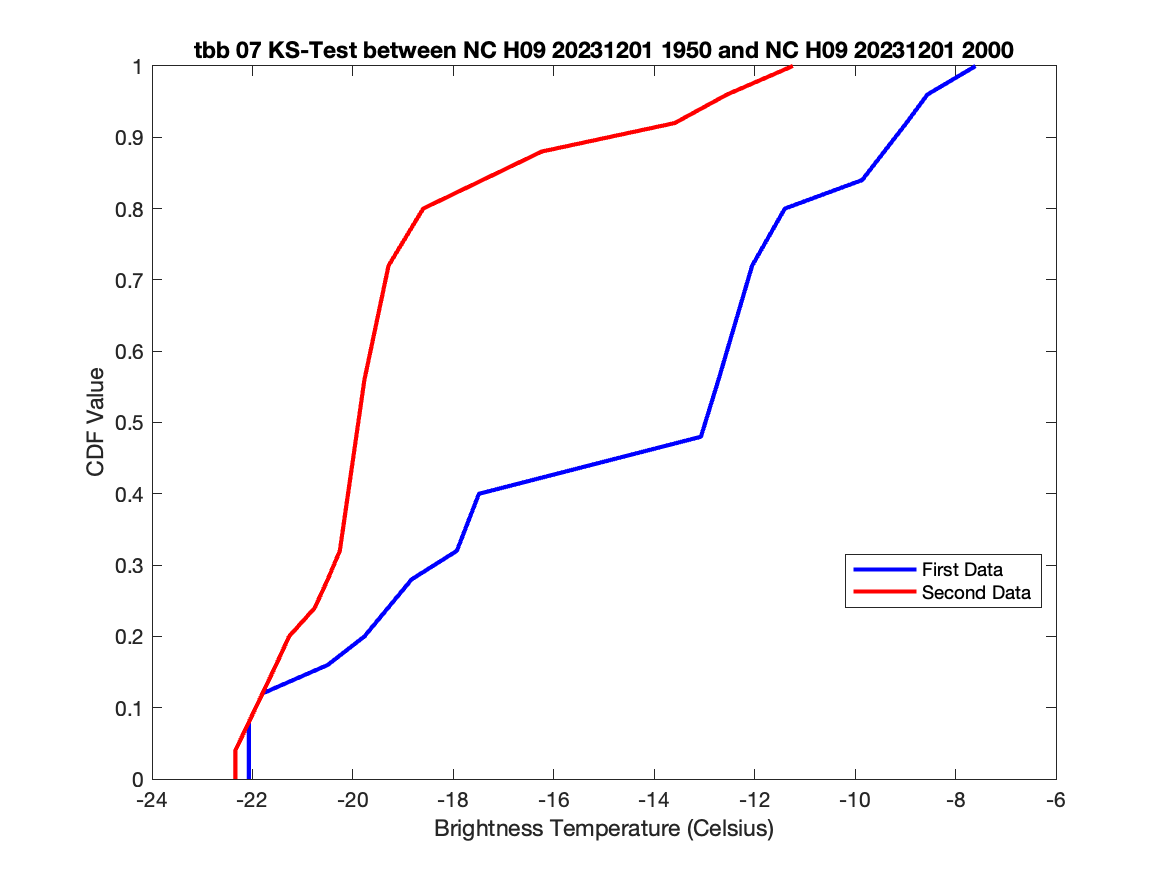 tbb 07 KS-Test between NC H09 20231201 1950 and NC H09 20231201 2000
1
0.9
0.8
0.7
0.6
0.5
0.4
0.3
0.2
0.1
0
CDF Value
First Data
Second Data
-24 -22 -20 -18 -16 -14 -12 -10 -8 -6
Brightness Temperature (Celsius)